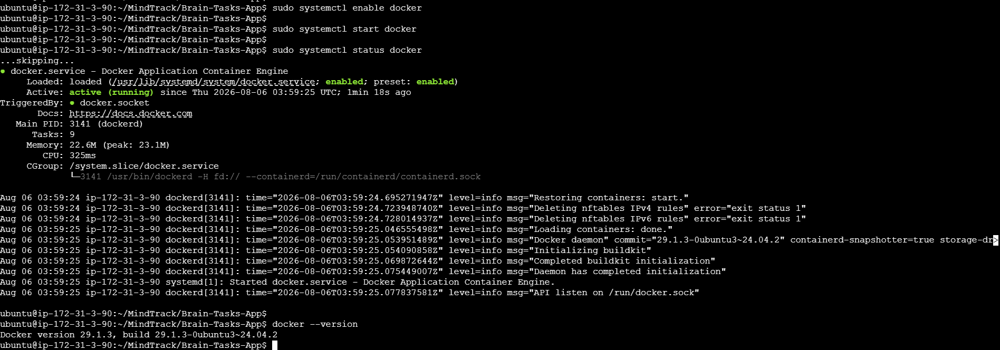 ubuntu@ip-172-31-3-90:~/MindTrack/Brain-Tasks-App$ sudo systemctl enable docker
ubuntu@ip-172-31-3-90:~/MindTrack/Brain-Tasks-App$
ubuntu@ip-172-31-3-90:~/MindTrack/Brain-Tasks-App$ sudo systemctl start docker
ubuntu@ip-172-31-3-90:~/MindTrack/Brain-Tasks-App$
ubuntu@ip-172-31-3-90:~/MindTrack/Brain-Tasks-App$ sudo systemctl status docker
...skipping...
● docker.service - Docker Application Container Engine
     Loaded: loaded (/usr/lib/systemd/system/docker.service; enabled; preset: enabled)
     Active: active (running) since Thu 2026-08-06 03:59:25 UTC; 1min 18s ago
TriggeredBy: ● docker.socket
       Docs: https://docs.docker.com
   Main PID: 3141 (dockerd)
      Tasks: 9
     Memory: 22.6M (peak: 23.1M)
        CPU: 325ms
     CGroup: /system.slice/docker.service
             └─3141 /usr/bin/dockerd -H fd:// --containerd=/run/containerd/containerd.sock

Aug 06 03:59:24 ip-172-31-3-90 dockerd[3141]: time="2026-08-06T03:59:24.695271947Z" level=info msg="Restoring containers: start."
Aug 06 03:59:24 ip-172-31-3-90 dockerd[3141]: time="2026-08-06T03:59:24.723948740Z" level=info msg="Deleting nftables IPv4 rules" error="exit status 1"
Aug 06 03:59:24 ip-172-31-3-90 dockerd[3141]: time="2026-08-06T03:59:24.728014937Z" level=info msg="Deleting nftables IPv6 rules" error="exit status 1"
Aug 06 03:59:25 ip-172-31-3-90 dockerd[3141]: time="2026-08-06T03:59:25.046555498Z" level=info msg="Loading containers: done."
Aug 06 03:59:25 ip-172-31-3-90 dockerd[3141]: time="2026-08-06T03:59:25.053951489Z" level=info msg="Docker daemon" commit="29.1.3-0ubuntu3~24.04.2" containerd-snapshotter=true storage-dr>
Aug 06 03:59:25 ip-172-31-3-90 dockerd[3141]: time="2026-08-06T03:59:25.054090858Z" level=info msg="Initializing buildkit"
Aug 06 03:59:25 ip-172-31-3-90 dockerd[3141]: time="2026-08-06T03:59:25.069872644Z" level=info msg="Completed buildkit initialization"
Aug 06 03:59:25 ip-172-31-3-90 dockerd[3141]: time="2026-08-06T03:59:25.075449007Z" level=info msg="Daemon has completed initialization"
Aug 06 03:59:25 ip-172-31-3-90 systemd[1]: Started docker.service - Docker Application Container Engine.
Aug 06 03:59:25 ip-172-31-3-90 dockerd[3141]: time="2026-08-06T03:59:25.077837581Z" level=info msg="API listen on /run/docker.sock"

ubuntu@ip-172-31-3-90:~/MindTrack/Brain-Tasks-App$
ubuntu@ip-172-31-3-90:~/MindTrack/Brain-Tasks-App$ docker --version
Docker version 29.1.3, build 29.1.3-0ubuntu3~24.04.2
ubuntu@ip-172-31-3-90:~/MindTrack/Brain-Tasks-App$